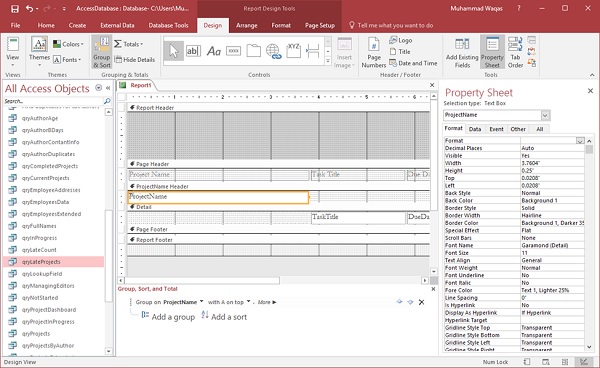 AccessDatabase : Database- C:\Users\Mu...
Report Design Tools
Muhammad Waqas
File
Home
Create
External Data
Database Tools
Design
Arrange
Format
Page Setup
Tell me what you want to do
Views
Themes
Colors
Fonts
Themes
Group & Sort
Totals
Hide Details
Grouping & Totals
ab|
Aa
Controls
Insert Image
Page Numbers
Logo
Title
Date and Time
Header / Footer
Add Existing Fields
Property Sheet
Tab Order
Tools
All Access Objects
Search...
qryAuthorAge
qryAuthorBDays
qryAuthorContantInfo
qryAuthorDuplicates
qryCompletedProjects
qryCurrentProjects
qryEmployeeAddresses
qryEmployeesData
qryEmployeesExtended
qryFullNames
qryInProgress
qryLateCount
qryLateProjects
qryLookupField
qryManagingEditors
qryNotStarted
qryProjectDashboard
qryProjectInProgress
qryProjects
qryProjectsByAuthor
Report1
1 2 3 4 5 6
Report Header
Page Header
Project Name
Task Title
Due Da
ProjectName Header
ProjectName
Detail
TaskTitle
DueDa
Page Footer
Report Footer
Group, Sort, and Total
Group on ProjectName with A on top , More
Add a group
Add a sort
Property Sheet
Selection type: Text Box
ProjectName
Format
Data
Event
Other
All
Format
Decimal Places Auto
Visible Yes
Width 3.7604"
Height 0.25"
Top 0.0208"
Left 0.0208"
Back Style Normal
Back Color Background 1
Border Style Solid
Border Width Hairline
Border Color Background 1, Darker 35
Special Effect Flat
Scroll Bars None
Font Name Garamond (Detail)
Font Size 11
Text Align General
Font Weight Normal
Font Underline No
Font Italic No
Fore Color Text 1, Lighter 25%
Line Spacing 0"
Is Hyperlink No
Display As Hyperlink If Hyperlink
Hyperlink Target
Gridline Style Top Transparent
Gridline Style Bottom Transparent
Gridline Style Left Transparent
Gridline Style Right Transparent
Design View
Num Lock